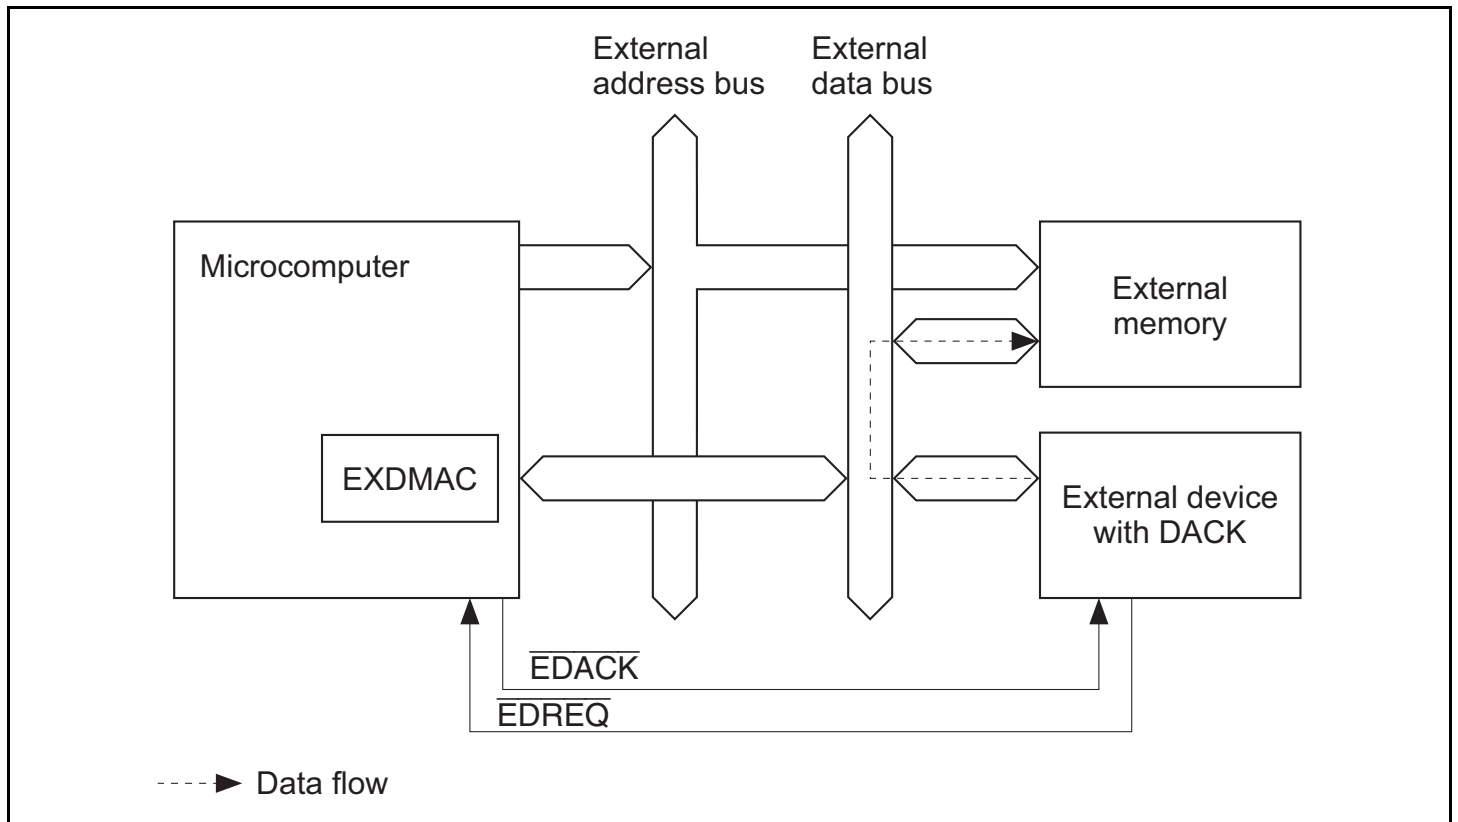 External
address bus
External
data bus
Microcomputer
External
memory
EXDMAC
External device
with DACK
EDACK
EDREQ
Data flow